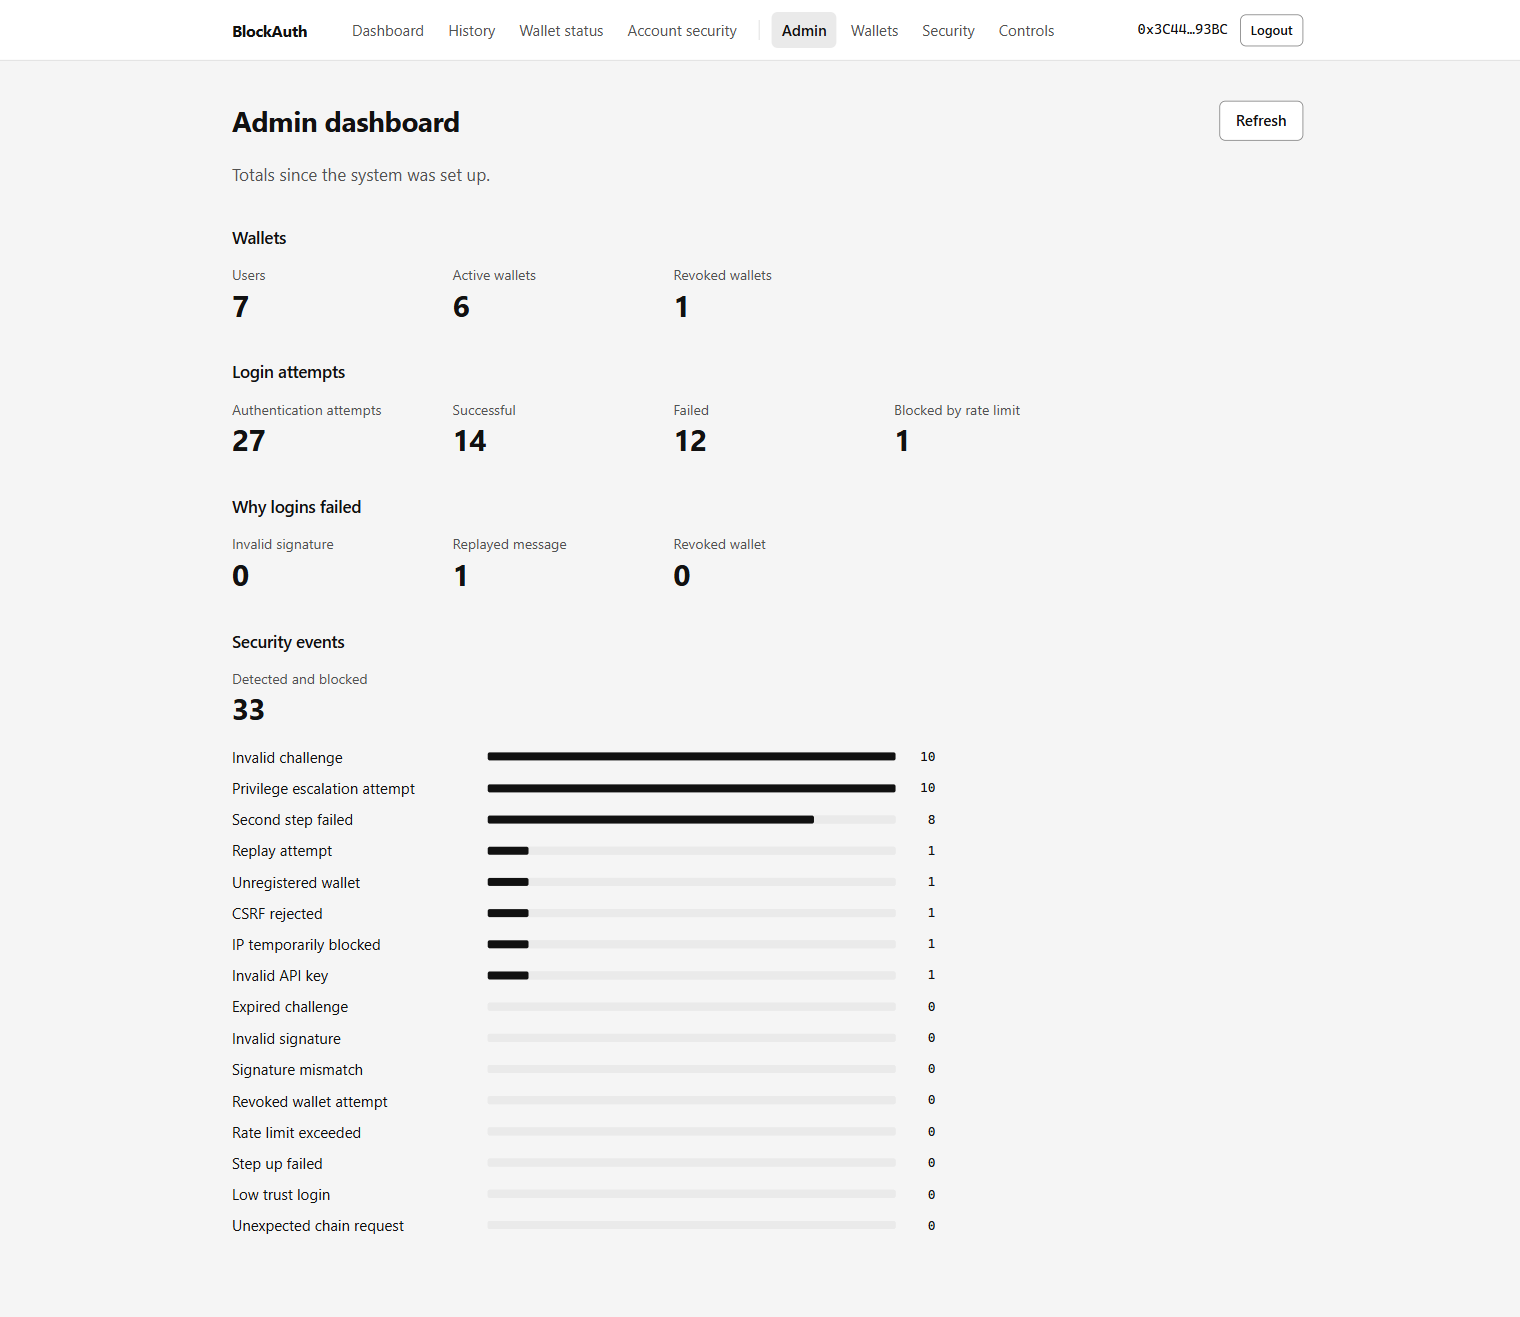 BlockAuth Dashboard History Wallet status Account security Admin Wallets Security Controls 0x3C44…93BC Logout
Admin dashboard
Refresh
Totals since the system was set up.
Wallets
Users Active wallets Revoked wallets
7 6 1
Login attempts
Authentication attempts Successful Failed Blocked by rate limit
27 14 12 1
Why logins failed
Invalid signature Replayed message Revoked wallet
0 1 0
Security events
Detected and blocked
33
Invalid challenge 10
Privilege escalation attempt 10
Second step failed 8
Replay attempt 1
Unregistered wallet 1
CSRF rejected 1
IP temporarily blocked 1
Invalid API key 1
Expired challenge 0
Invalid signature 0
Signature mismatch 0
Revoked wallet attempt 0
Rate limit exceeded 0
Step up failed 0
Low trust login 0
Unexpected chain request 0